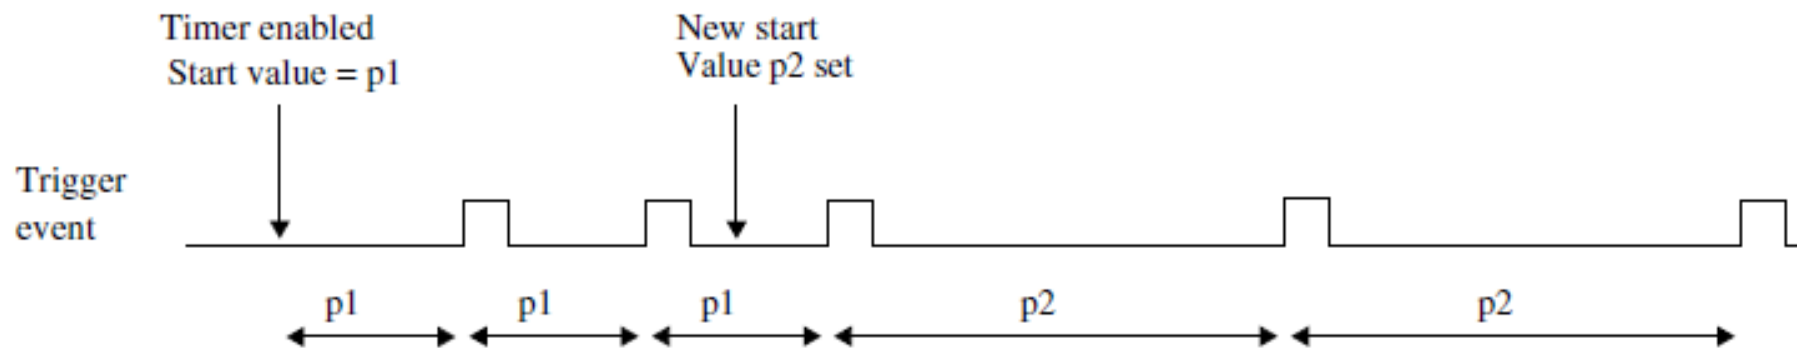 Timer enabled
Start value = p1
New start
Value p2 set
Trigger
event
p1
p1
p1
p2
p2